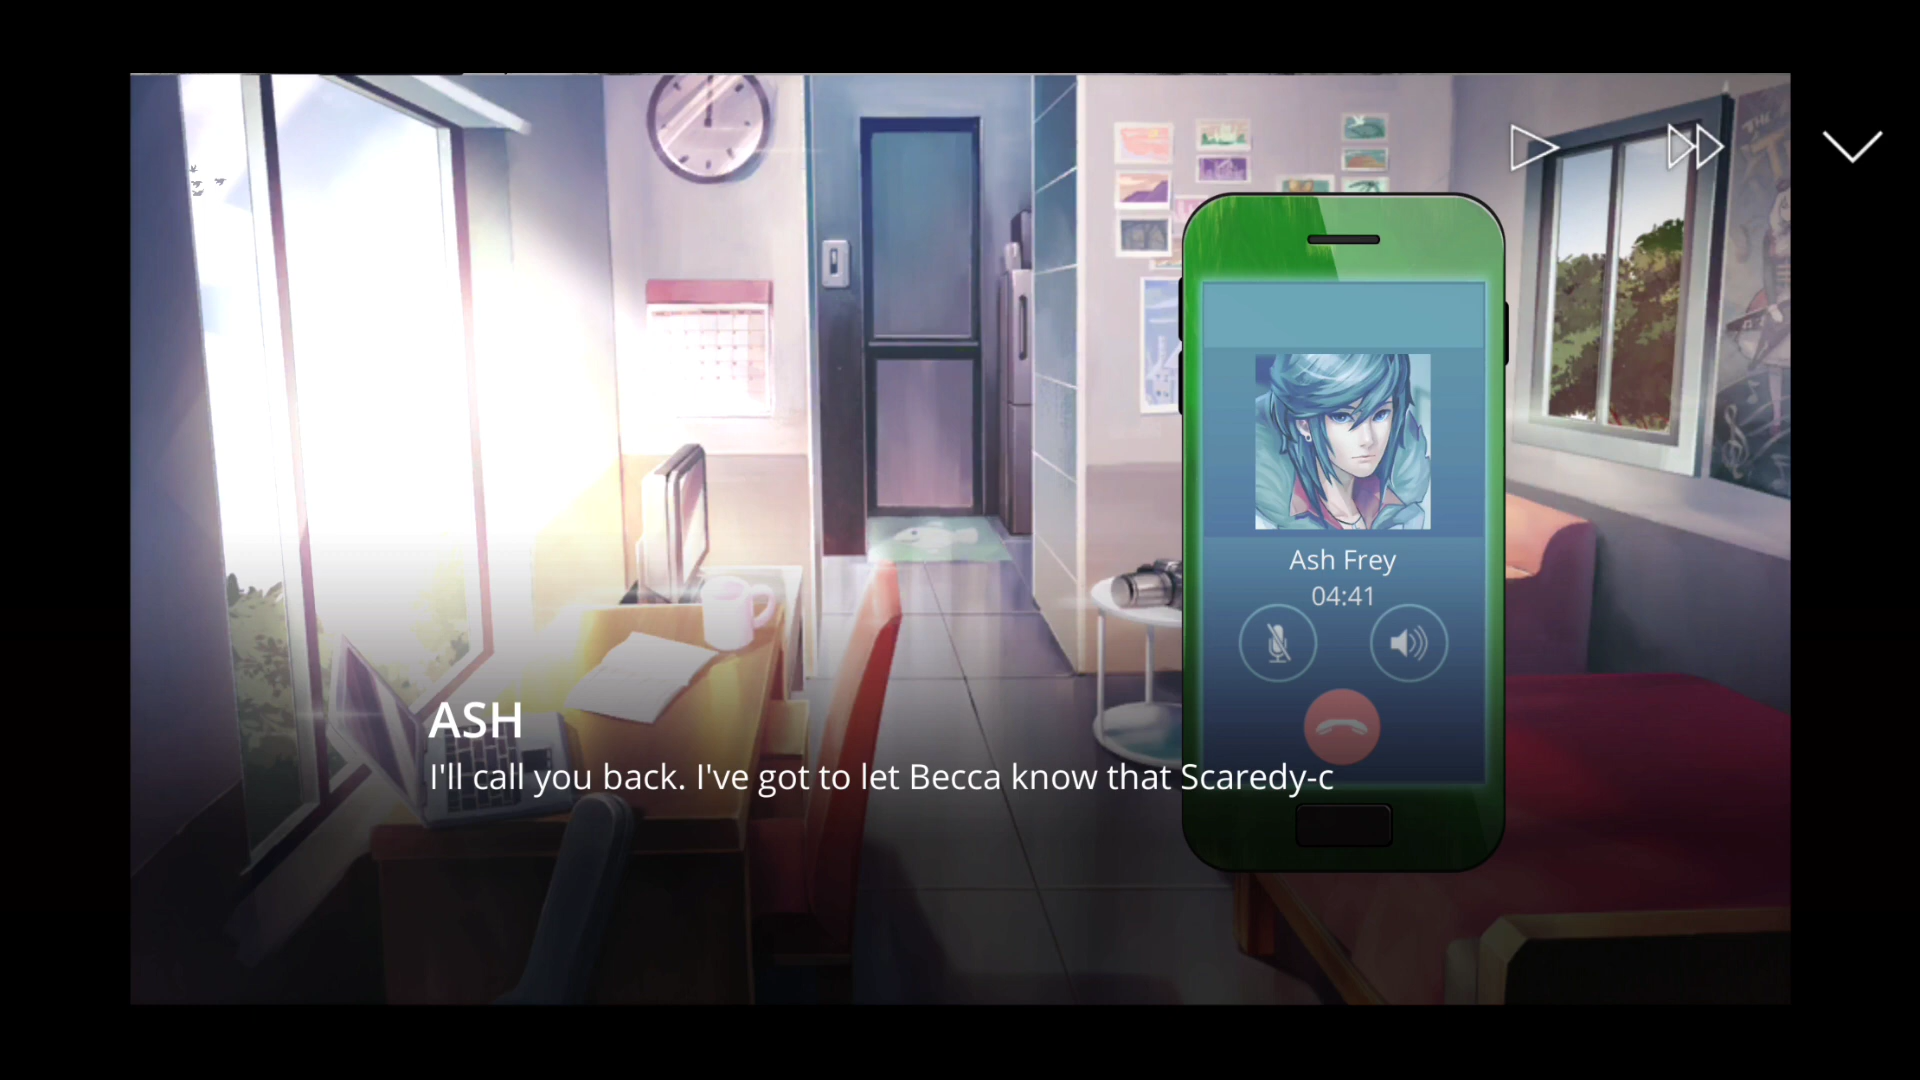 Ash Frey
04:41
ASH
I'll call you back. I've got to let Becca know that Scaredy-c